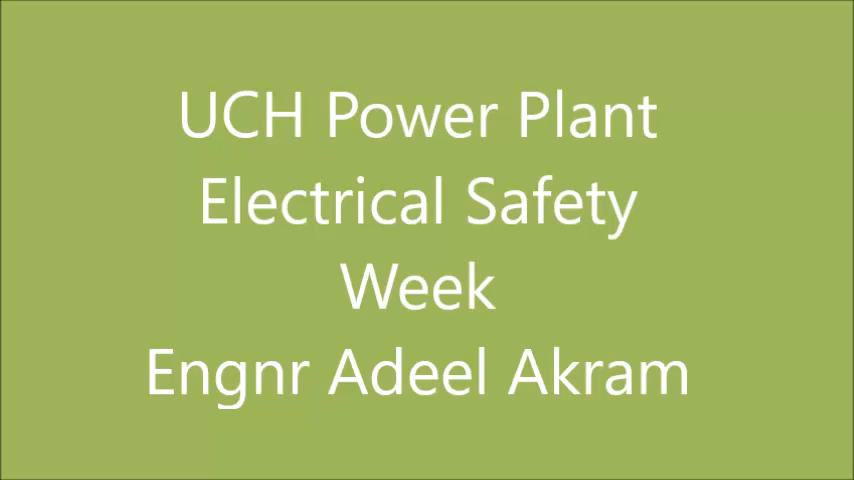 UCH Power Plant
Electrical Safety
Week
Engnr Adeel Akram